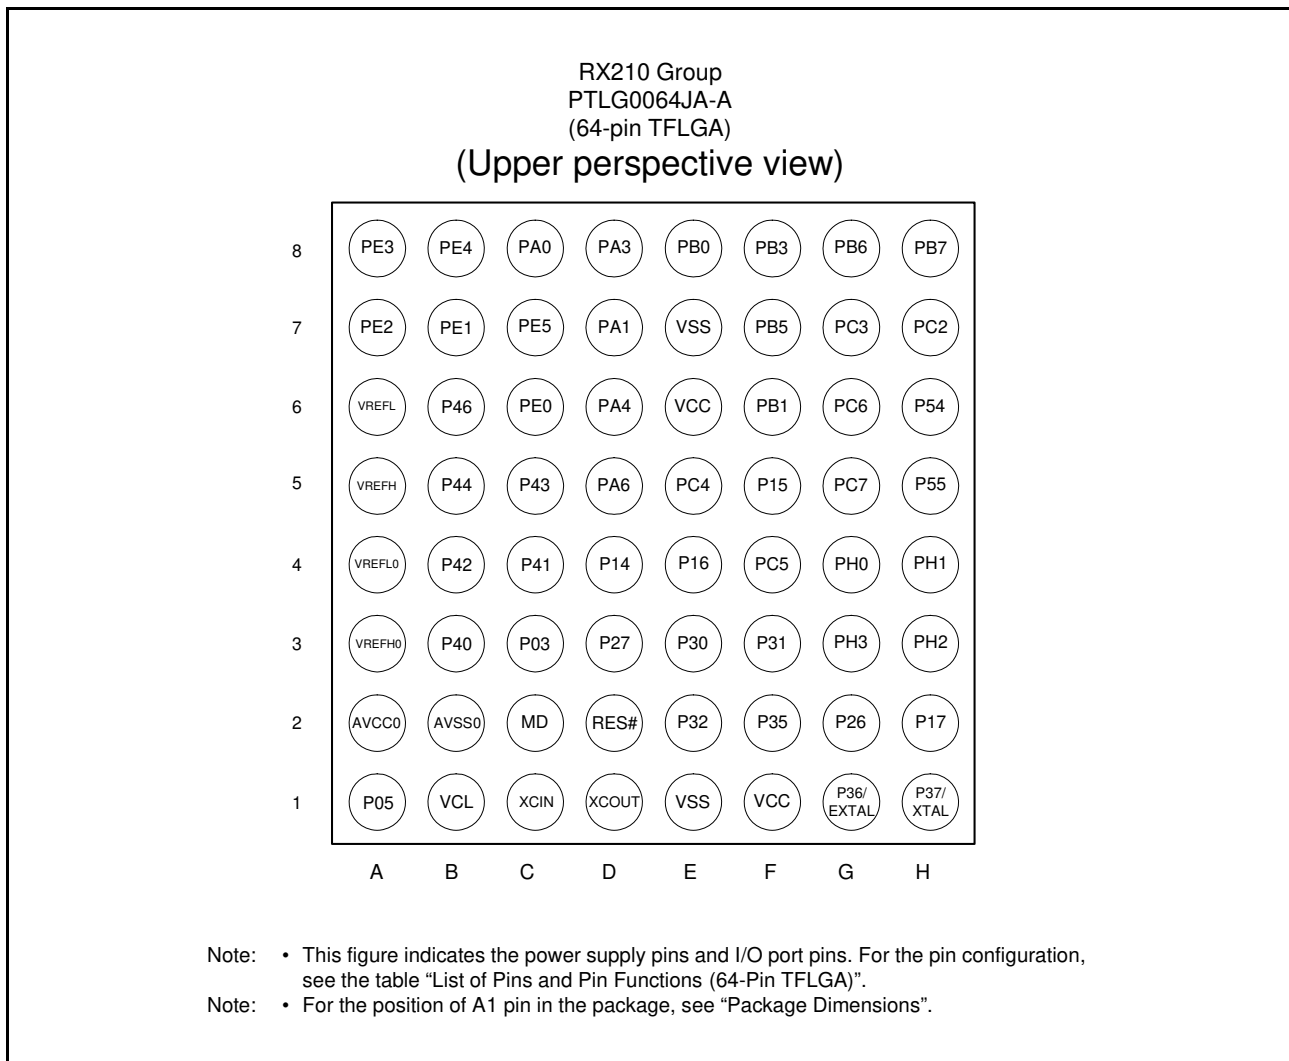 RX210 Group
PTLG0064JA-A
(64-pin TFLGA)
(Upper perspective view)
8 PE3 PE4 PA0 PA3 PB0 PB3 PB6 PB7
7 PE2 PE1 PE5 PA1 VSS PB5 PC3 PC2
6 VREFL P46 PE0 PA4 VCC PB1 PC6 P54
5 VREFH P44 P43 PA6 PC4 P15 PC7 P55
4 VREFL0 P42 P41 P14 P16 PC5 PH0 PH1
3 VREFH0 P40 P03 P27 P30 P31 PH3 PH2
2 AVCC0 AVSS0 MD RES# P32 P35 P26 P17
1 P05 VCL XCIN XCOUT VSS VCC P36/ EXTAL P37/ XTAL
A B C D E F G H
Note: • This figure indicates the power supply pins and I/O port pins. For the pin configuration,
see the table “List of Pins and Pin Functions (64-Pin TFLGA)”.
Note: • For the position of A1 pin in the package, see “Package Dimensions”.